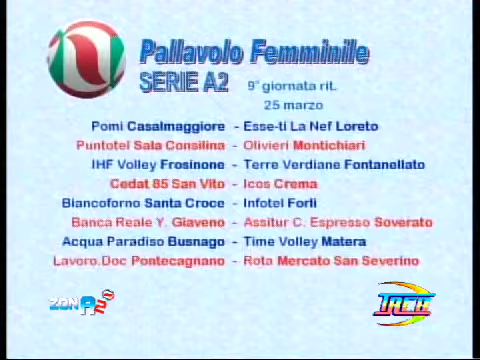 Pallavolo Femminile
SERIE A2
9° giornata rit.
25 marzo
Pomi Casalmaggiore - Esse-ti La Nef Loreto
Puntotel Sala Consilina - Olivieri Montichiari
IHF Volley Frosinone - Terre Verdiane Fontanellato
Cedat 85 San Vito - Icos Crema
Biancoforno Santa Croce - Infotel Forlì
Banca Reale Y. Giaveno - Assitur C. Espresso Soverato
Acqua Paradiso Busnago - Time Volley Matera
Lavoro.Doc Pontecagnano - Rota Mercato San Severino